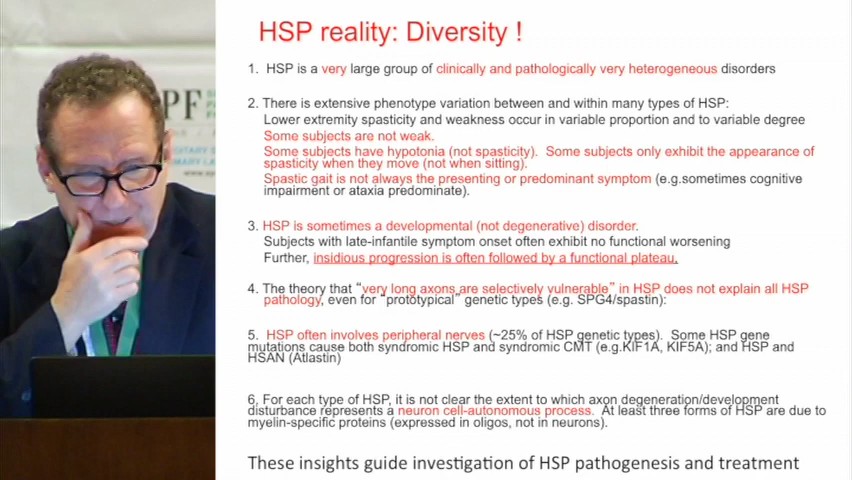 HSP reality: Diversity !
1. HSP is a very large group of clinically and pathologically very heterogeneous disorders
2. There is extensive phenotype variation between and within many types of HSP:
Lower extremity spasticity and weakness occur in variable proportion and to variable degree
Some subjects are not weak.
Some subjects have hypotonia (not spasticity). Some subjects only exhibit the appearance of
spasticity when they move (not when sitting).
Spastic gait is not always the presenting or predominant symptom (e.g.sometimes cognitive
impairment or ataxia predominate).
3. HSP is sometimes a developmental (not degenerative) disorder.
Subjects with late-infantile symptom onset often exhibit no functional worsening
Further, insidious progression is often followed by a functional plateau.
4. The theory that “very long axons are selectively vulnerable” in HSP does not explain all HSP
pathology, even for “prototypical” genetic types (e.g. SPG4/spastin):
5. HSP often involves peripheral nerves (~25% of HSP genetic types). Some HSP gene
mutations cause both syndromic HSP and syndromic CMT (e.g.KIF1A, KIF5A); and HSP and
HSAN (Atlastin)
6, For each type of HSP, it is not clear the extent to which axon degeneration/development
disturbance represents a neuron cell-autonomous process. At least three forms of HSP are due to
myelin-specific proteins (expressed in oligos, not in neurons).
These insights guide investigation of HSP pathogenesis and treatment
PF